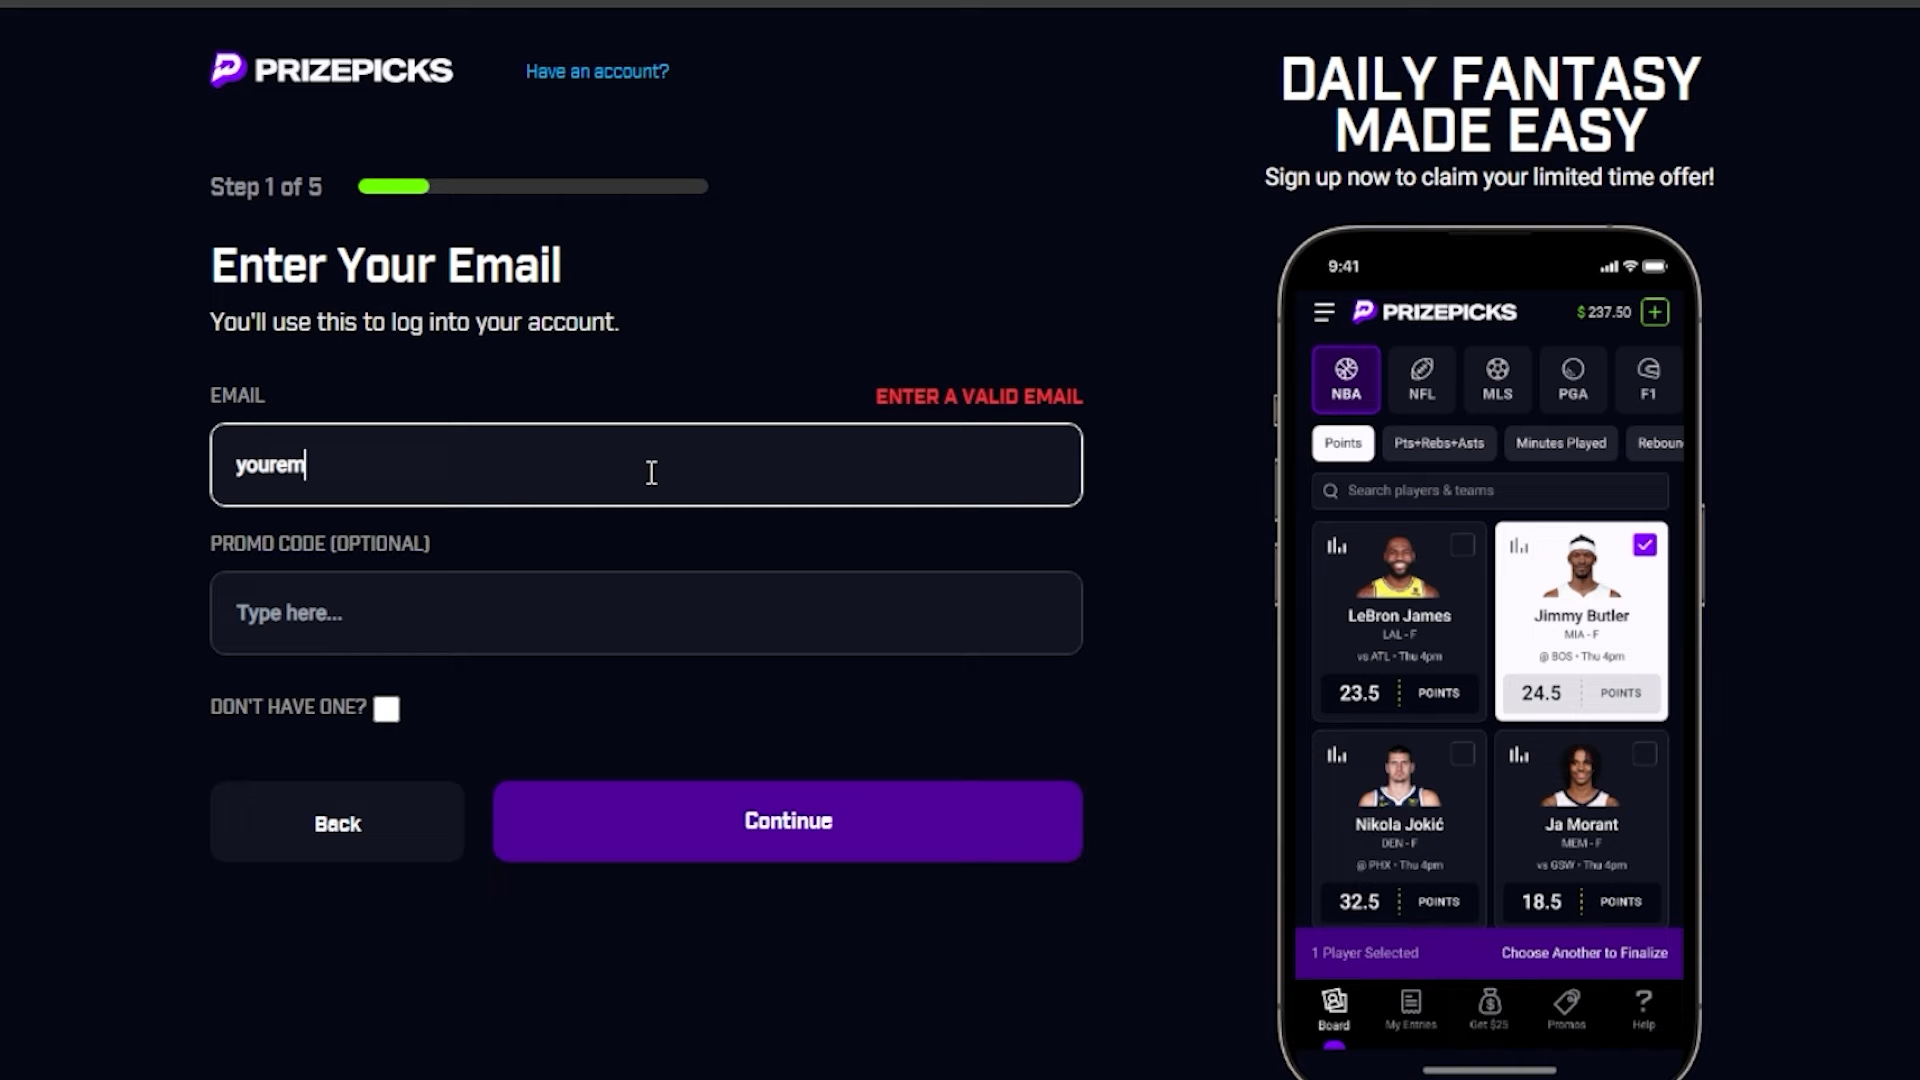 PRIZEPICKS
Have an account?
Step 1 of 5
Enter Your Email
You'll use this to log into your account.
EMAIL
ENTER A VALID EMAIL
yourem
PROMO CODE (OPTIONAL)
Type here...
DON'T HAVE ONE?
Back
Continue
DAILY FANTASY
MADE EASY
Sign up now to claim your limited time offer!
9:41
PRIZEPICKS
$ 237.50
NBA
NFL
MLS
PGA
F1
Points
Pts+Rebs+Asts
Minutes Played
Reboun
Search players & teams
LeBron James
LAL - F
vs ATL • Thu 4pm
23.5
POINTS
Jimmy Butler
MIA - F
@ BOS • Thu 4pm
24.5
POINTS
Nikola Jokić
DEN - F
@ PHX • Thu 4pm
32.5
POINTS
Ja Morant
MEM - F
vs GSW • Thu 4pm
18.5
POINTS
1 Player Selected
Choose Another to Finalize
Board
My Entries
Get $25
Promos
Help